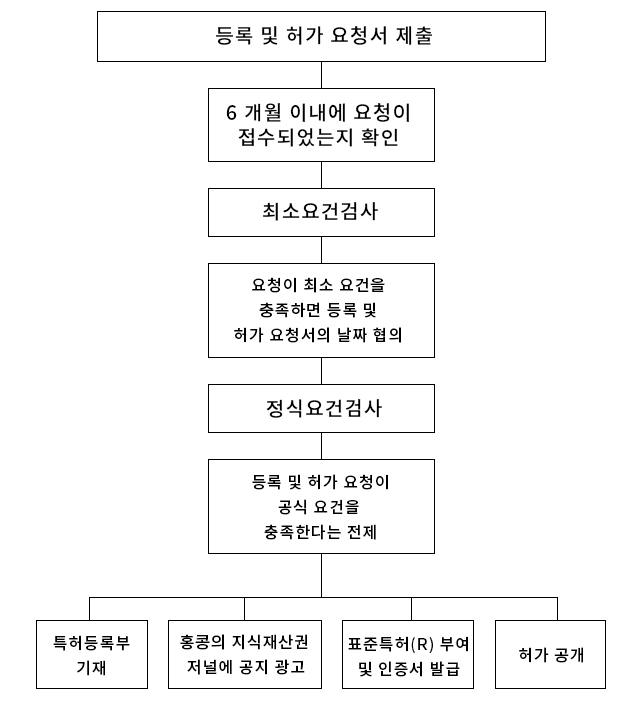 등록 및 허가 요청서 제출
6 개월 이내에 요청이
접수되었는지 확인
최소요건검사
요청이 최소 요건을
충족하면 등록 및
허가 요청서의 날짜 협의
정식요건검사
등록 및 허가 요청이
공식 요건을
충족한다는 전제
특허등록부
기재
홍콩의 지식재산권
저널에 공지 광고
표준특허(R) 부여
및 인증서 발급
허가 공개